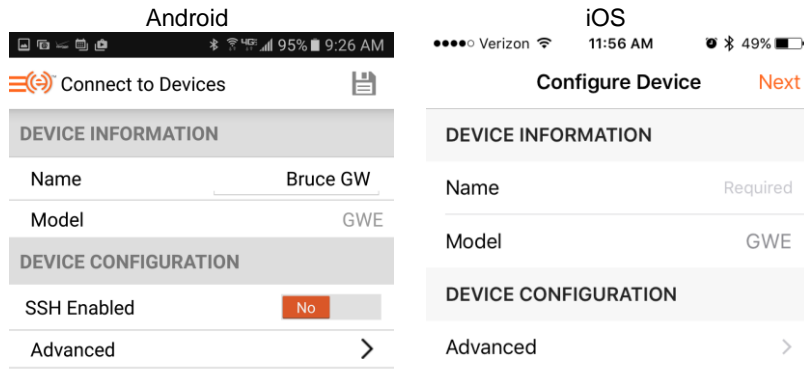 Android
95% 9:26 AM
Connect to Devices
DEVICE INFORMATION
Name Bruce GW
Model GWE
DEVICE CONFIGURATION
SSH Enabled No
Advanced
iOS
Verizon 11:56 AM 49%
Configure Device Next
DEVICE INFORMATION
Name Required
Model GWE
DEVICE CONFIGURATION
Advanced